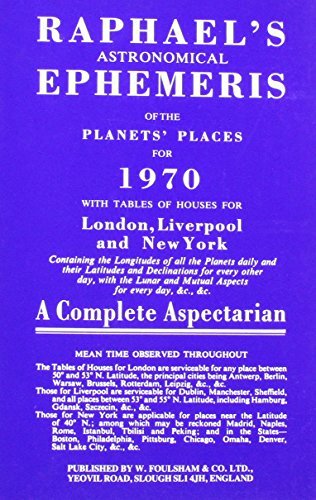 RAPHAEL'S
ASTRONOMICAL
EPHEMERIS
OF THE
PLANETS' PLACES
FOR
1970
WITH TABLES OF HOUSES FOR
London, Liverpool
and New York
Containing the Longitudes of all the Planets daily and
their Latitudes and Declinations for every other
day, with the Lunar and Mutual Aspects
for every day, &c., &c.
A Complete Aspectarian
MEAN TIME OBSERVED THROUGHOUT
The Tables of Houses for London are serviceable for any place between
50° and 53° N. Latitude, the principal cities being Antwerp, Berlin,
Warsaw, Brussels, Rotterdam, Leipzig, &c., &c.
Those for Liverpool are serviceable for Dublin, Manchester, Sheffield,
and all places between 53° and 55° N. Latitude, including Hamburg,
Gdansk, Szczecin, &c., &c.
Those for New York are applicable for places near the Latitude
of 40° N.; among which may be reckoned Madrid, Naples,
Rome, Istanbul, Tbilisi and Peking; and in the States—
Boston, Philadelphia, Pittsburg, Chicago, Omaha, Denver,
Salt Lake City, &c., &c.
PUBLISHED BY W. FOULSHAM & CO. LTD.,
YEOVIL ROAD, SLOUGH SL1 4JH, ENGLAND